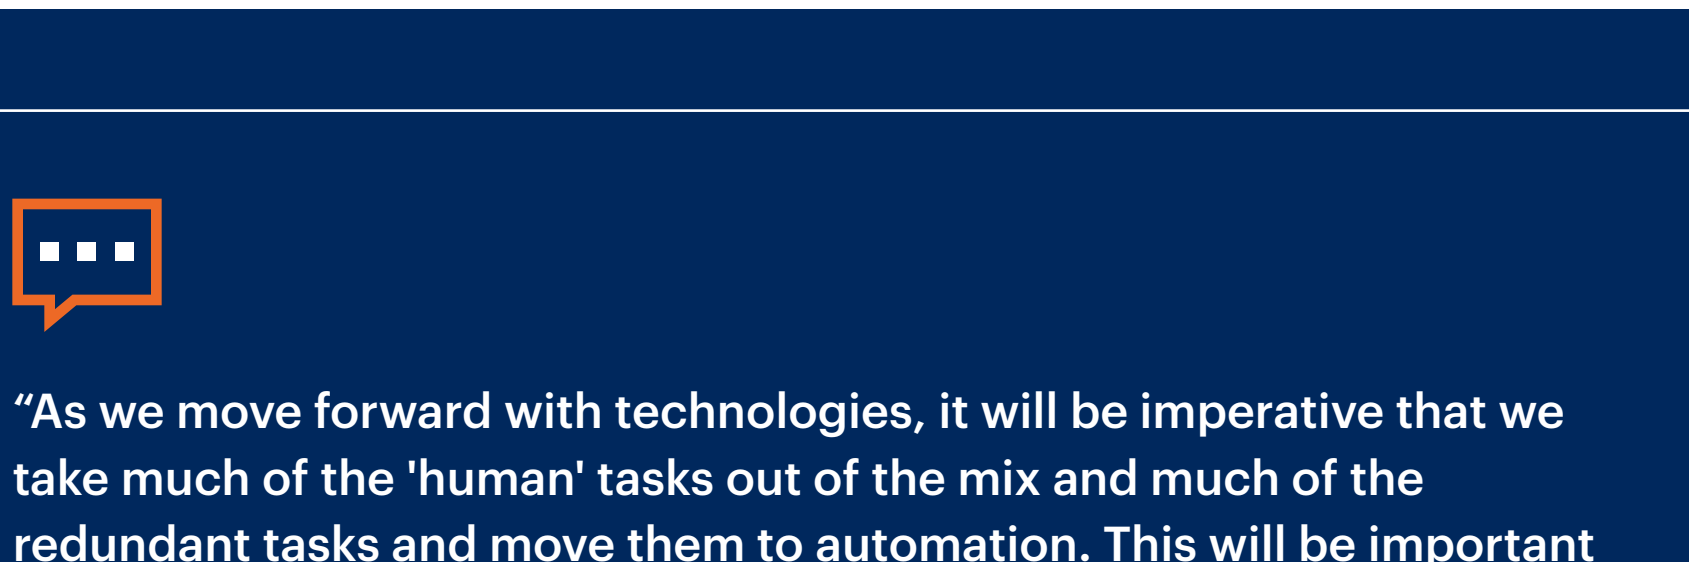 “As we move forward with technologies, it will be imperative that we
take much of the 'human' tasks out of the mix and much of the
redundant tasks and move them to automation. This will be important